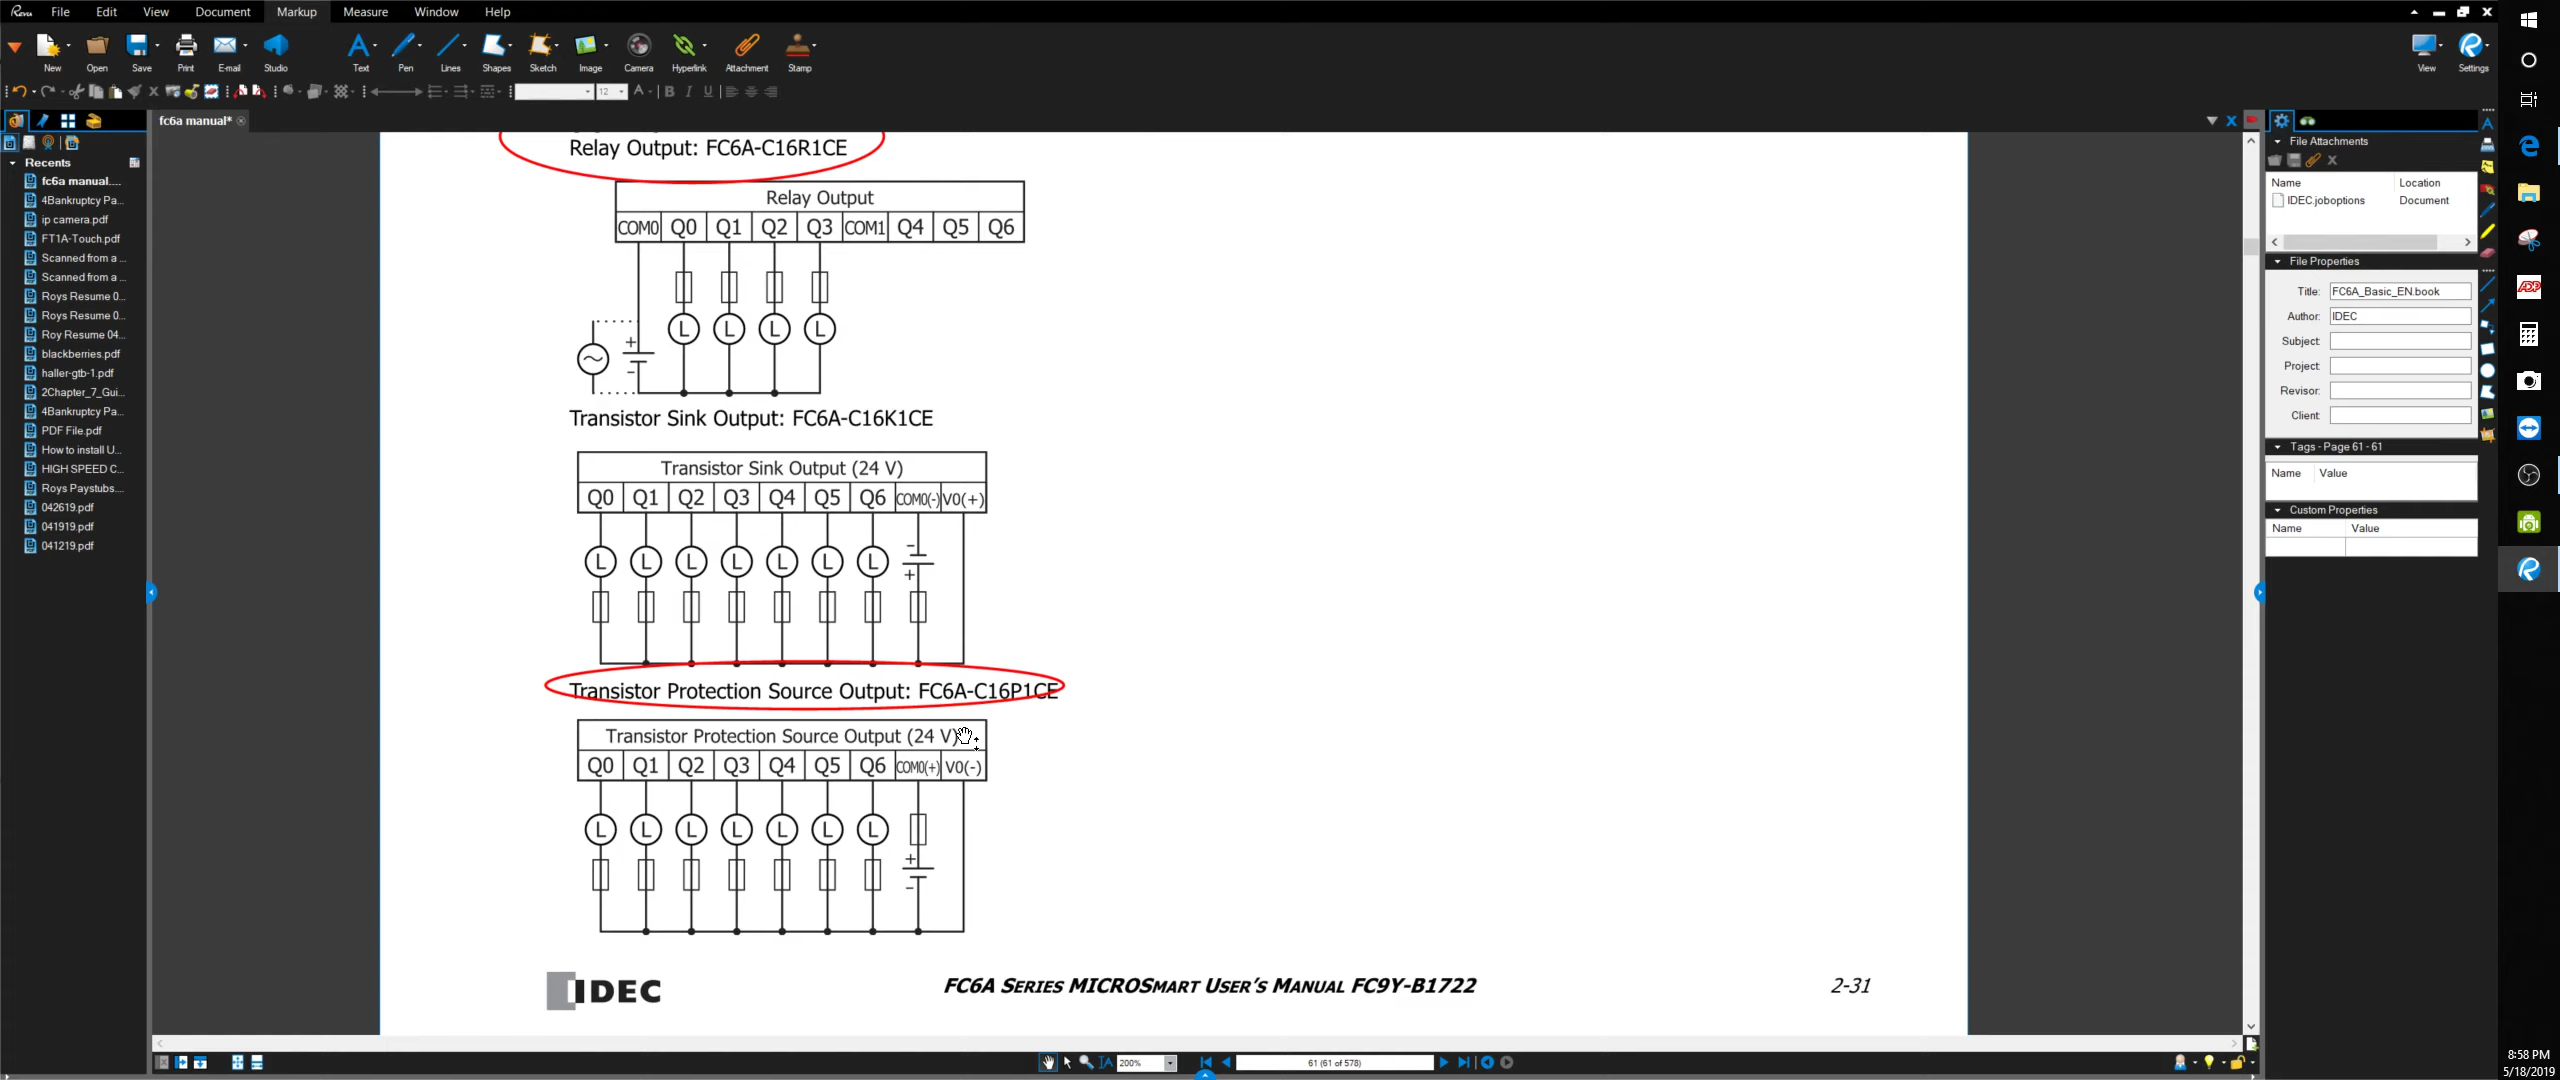 Revu File Edit View Document Markup Measure Window Help
New Open Save Print E-mail Studio Text Pen Lines Shapes Sketch Image Camera Hyperlink Attachment Stamp View Settings
12 A B I U
fc6a manual*
Recents
fc6a manual....
4Bankruptcy Pa...
ip camera.pdf
FT1A-Touch.pdf
Scanned from a ...
Scanned from a ...
Roys Resume 0...
Roys Resume 0...
Roy Resume 04...
blackberries.pdf
haller-gtb-1.pdf
2Chapter_7_Gui...
4Bankruptcy Pa...
PDF File.pdf
How to install U...
HIGH SPEED C...
Roys Paystubs....
042619.pdf
041919.pdf
041219.pdf
Relay Output: FC6A-C16R1CE
Relay Output
COM0 Q0 Q1 Q2 Q3 COM1 Q4 Q5 Q6
L L L L
+
-
Transistor Sink Output: FC6A-C16K1CE
Transistor Sink Output (24 V)
Q0 Q1 Q2 Q3 Q4 Q5 Q6 COM0(-) V0(+)
-
L L L L L L L
+
Transistor Protection Source Output: FC6A-C16P1CE
Transistor Protection Source Output (24 V)
Q0 Q1 Q2 Q3 Q4 Q5 Q6 COM0(+) V0(-)
L L L L L L L
+
-
IDEC FC6A SERIES MICROSMART USER'S MANUAL FC9Y-B1722 2-31
200% 61 (61 of 578)
File Attachments
Name Location
IDEC.joboptions Document
File Properties
Title: FC6A_Basic_EN.book
Author: IDEC
Subject:
Project:
Revisor:
Client:
Tags - Page 61 - 61
Name Value
Custom Properties
Name Value
ADP
8:58 PM
5/18/2019